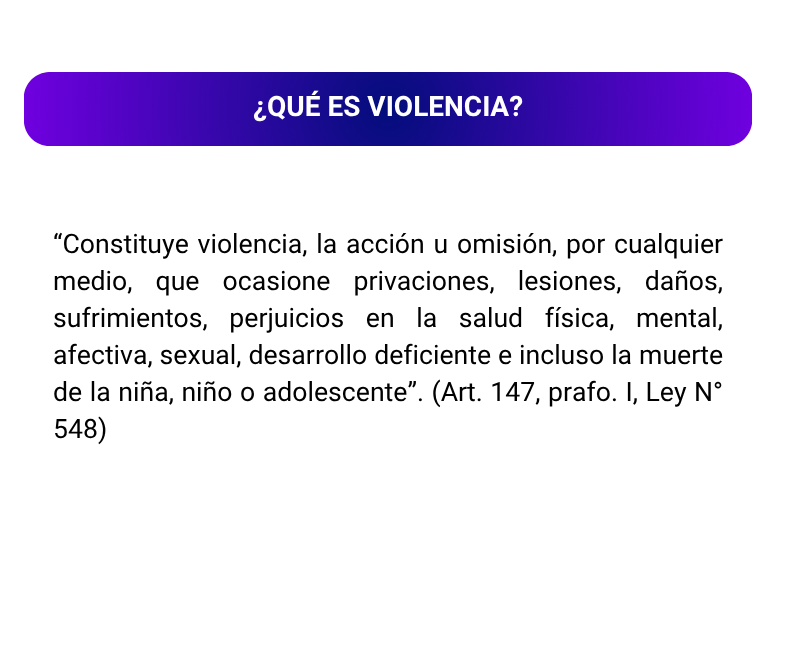 ¿QUÉ ES VIOLENCIA?
“Constituye violencia, la acción u omisión, por cualquier
medio, que ocasione privaciones, lesiones, daños,
sufrimientos, perjuicios en la salud física, mental,
afectiva, sexual, desarrollo deficiente e incluso la muerte
de la niña, niño o adolescente”. (Art. 147, prafo. I, Ley N°
548)